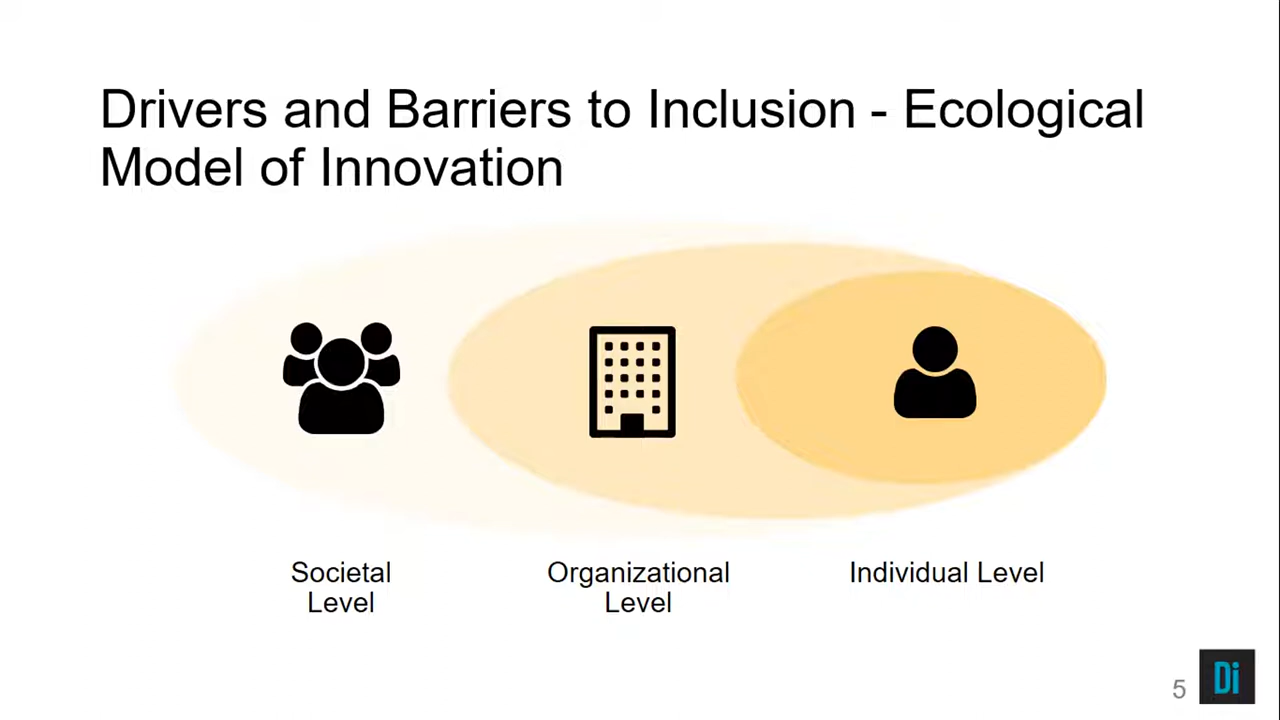 Drivers and Barriers to Inclusion - Ecological
Model of Innovation
Societal
Level
Organizational
Level
Individual Level
5
Di